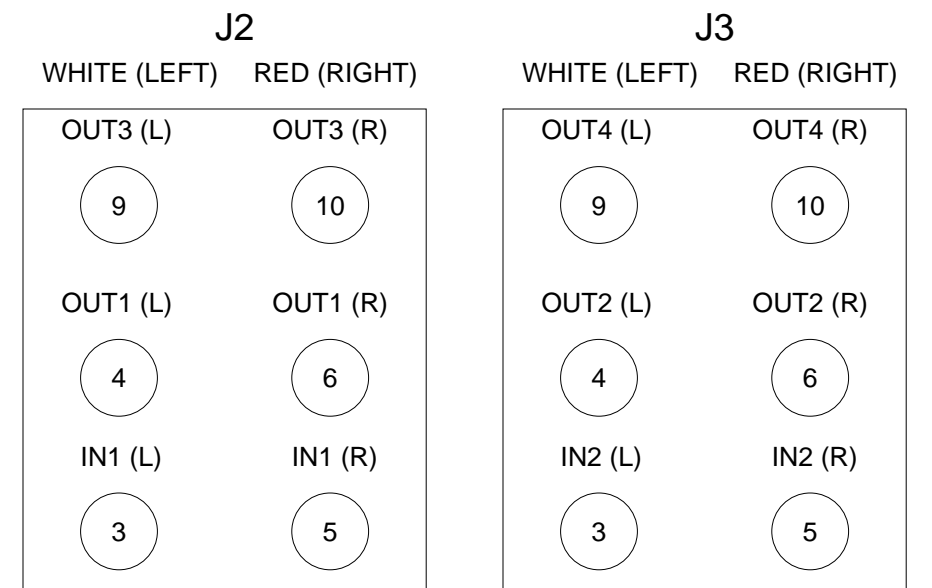 J2
WHITE (LEFT) RED (RIGHT)
OUT3 (L) OUT3 (R)
9 10
OUT1 (L) OUT1 (R)
4 6
IN1 (L) IN1 (R)
3 5
J3
WHITE (LEFT) RED (RIGHT)
OUT4 (L) OUT4 (R)
9 10
OUT2 (L) OUT2 (R)
4 6
IN2 (L) IN2 (R)
3 5